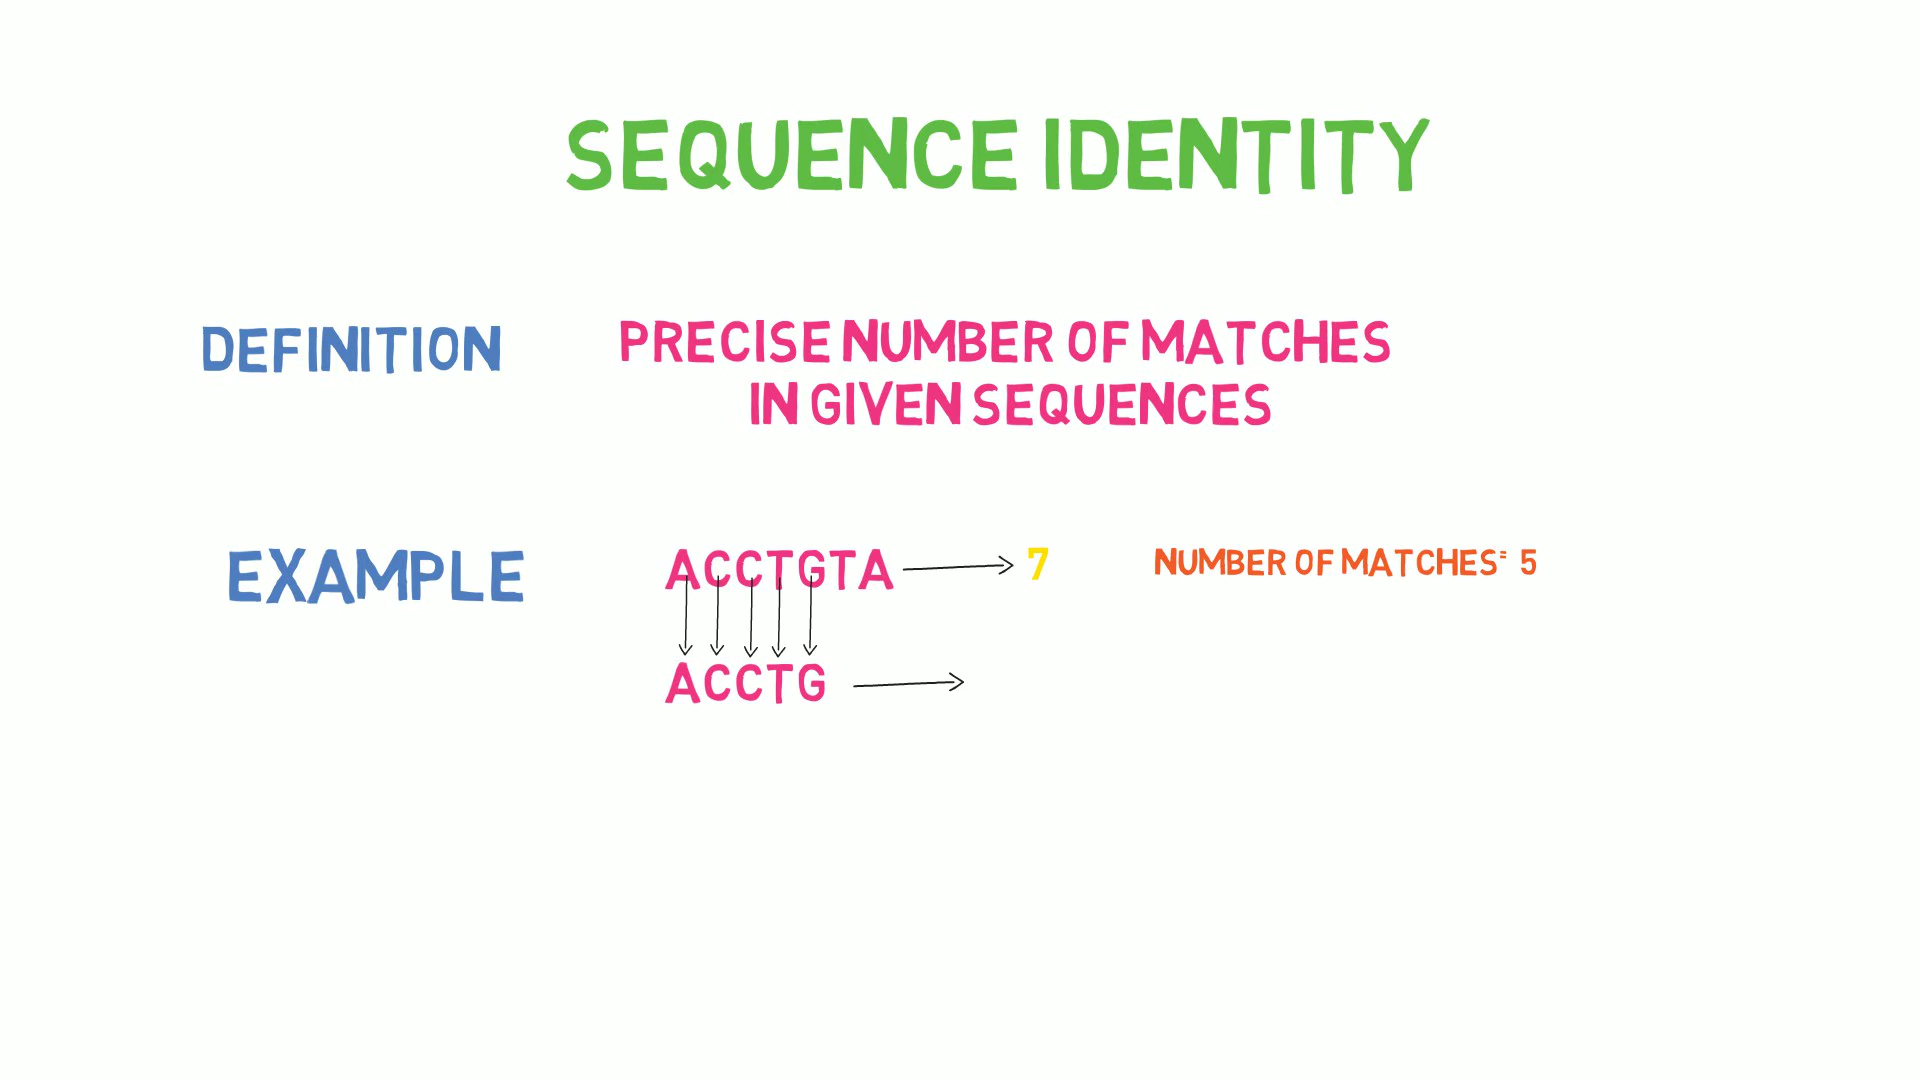 SEQUENCE IDENTITY
DEFINITION
PRECISE NUMBER OF MATCHES
IN GIVEN SEQUENCES
EXAMPLE
ACCTGTA 7
NUMBER OF MATCHES= 5
ACCTG